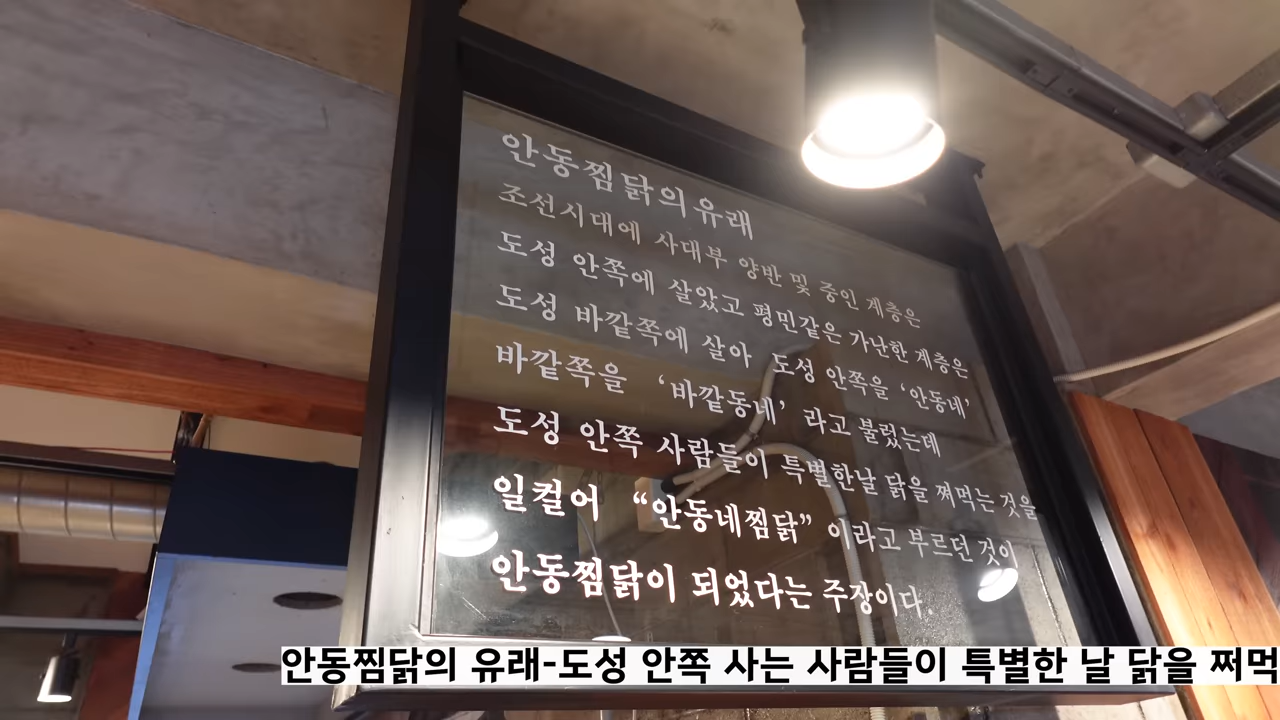 안동찜닭의유래
조선시대에 사대부 양반 및 중인 계층은
도성 안쪽에 살았고 평민같은 가난한 계층은
도성 바깥쪽에 살아 도성 안쪽을 ‘안동네’
바깥쪽을 ‘바깥동네’ 라고 불렀는데
도성 안쪽 사람들이 특별한날 닭을 쪄먹는 것을
일컬어 “안동네찜닭” 이라고 부르던 것이
안동찜닭이 되었다는 주장이다.
안동찜닭의 유래-도성 안쪽 사는 사람들이 특별한 날 닭을 쪄먹